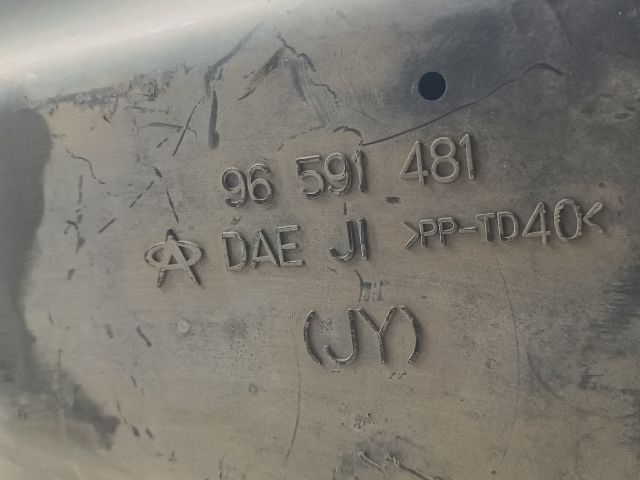 96 591 481
DAE JI >PP-TD40<
(JY)